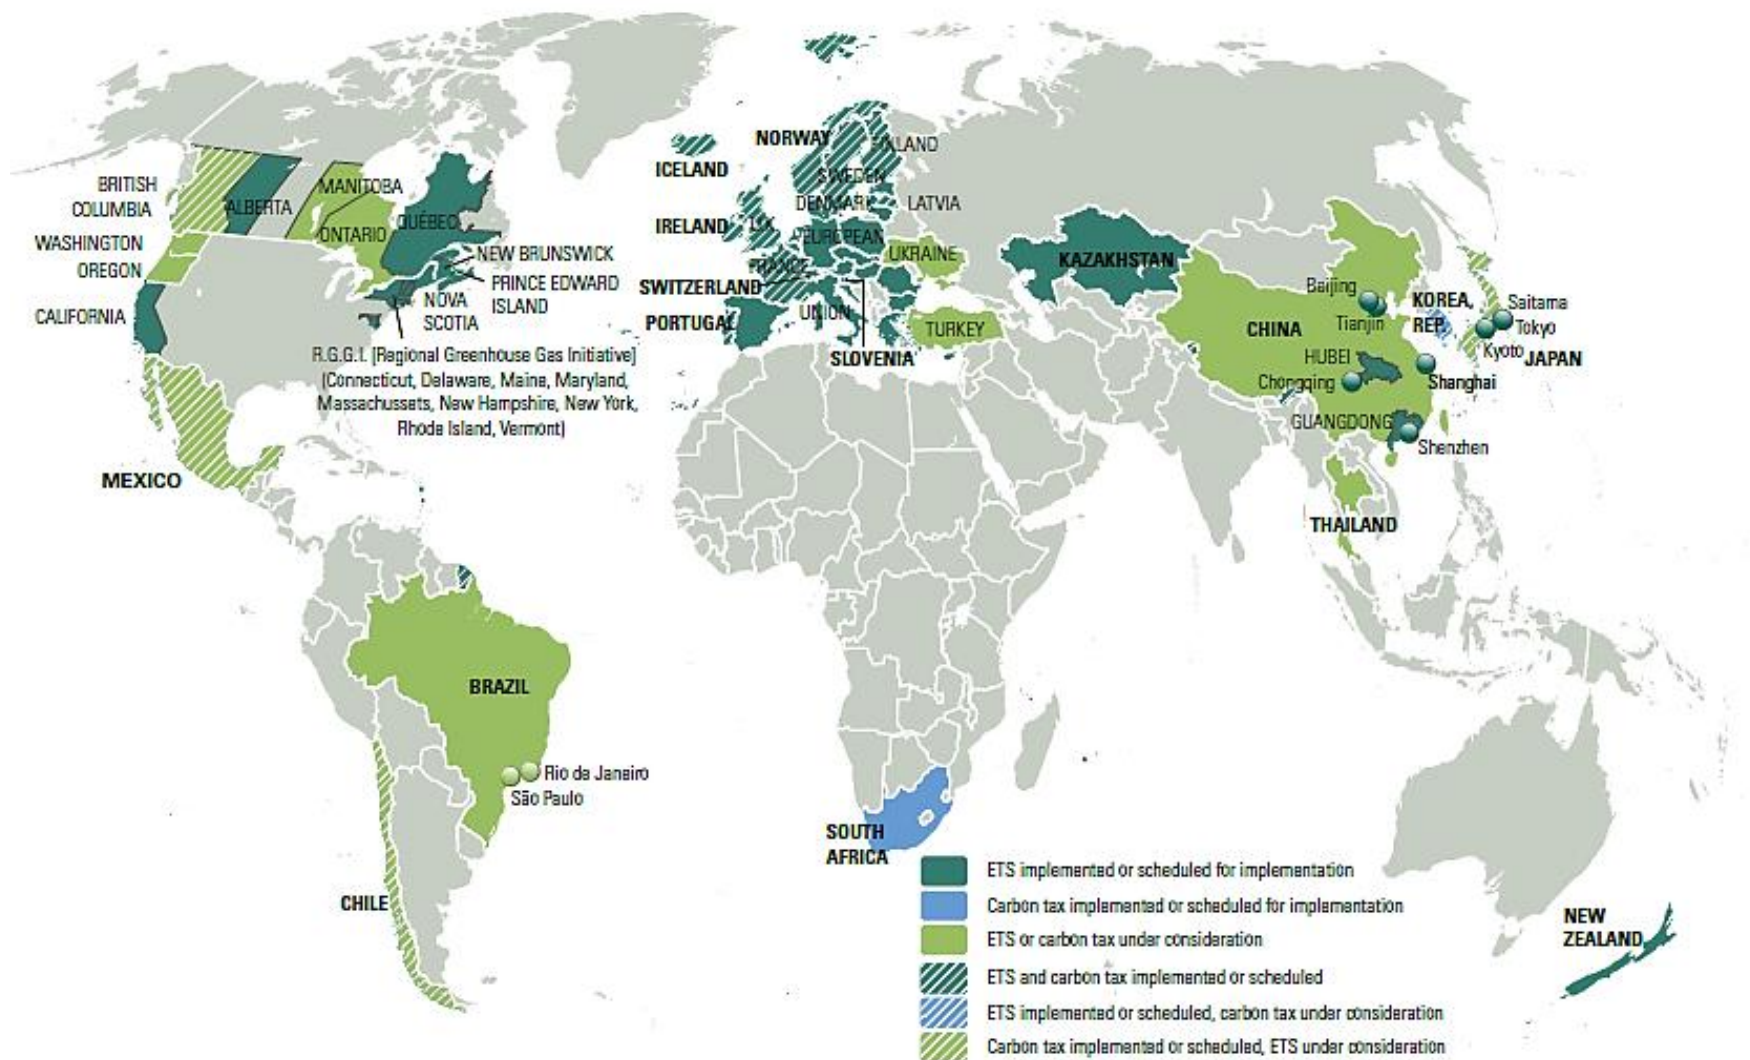 NORWAY
FINLAND
ICELAND
SWEDEN
BRITISH
COLUMBIA
ALBERTA
MANITOBA
QUÉBEC
ONTARIO
DENMARK
LATVIA
IRELAND
UK
EUROPEAN
WASHINGTON
OREGON
NEW BRUNSWICK
PRINCE EDWARD
ISLAND
NOVA
SCOTIA
CALIFORNIA
FRANCE
UKRAINE
KAZAKHSTAN
SWITZERLAND
PORTUGAL
UNION
TURKEY
SLOVENIA
Baijing
Tianjin
CHINA
KOREA,
REP.
Saitama
Tokyo
Kyoto
JAPAN
HUBEI
Chongqing
Shanghai
GUANGDONG
Shenzhen
THAILAND
R.G.G.I. [Regional Greenhouse Gas Initiative]
(Connecticut, Delaware, Maine, Maryland,
Massachussets, New Hampshire, New York,
Rhode Island, Vermont)
MEXICO
BRAZIL
Rio de Janeiro
São Paulo
CHILE
SOUTH
AFRICA
NEW
ZEALAND
ETS implemented or scheduled for implementation
Carbon tax implemented or scheduled for implementation
ETS or carbon tax under consideration
ETS and carbon tax implemented or scheduled
ETS implemented or scheduled, carbon tax under consideration
Carbon tax implemented or scheduled, ETS under consideration